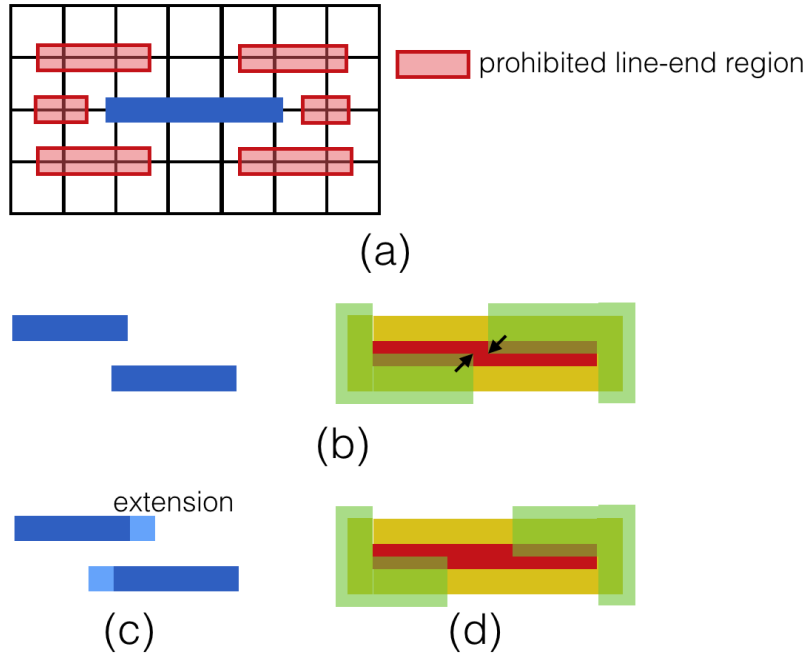 prohibited line-end region
(a)
(b)
extension
(c)
(d)